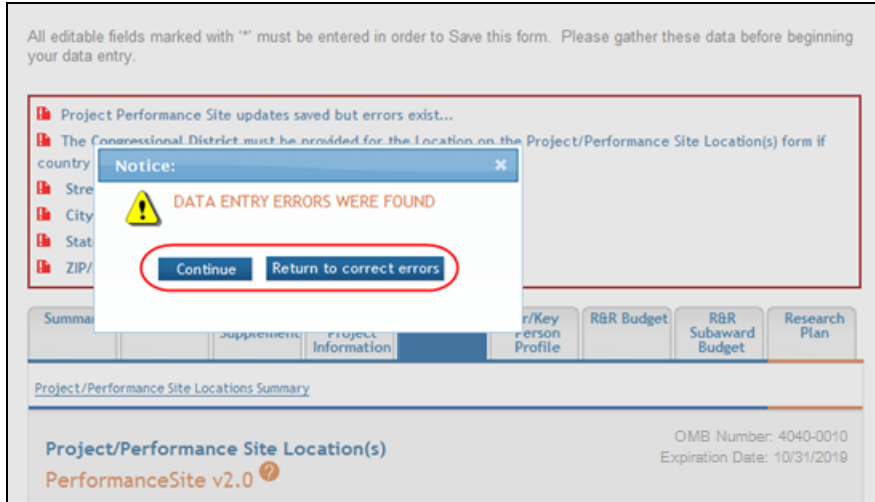 All editable fields marked with '*' must be entered in order to Save this form. Please gather these data before beginning
your data entry.
Project Performance Site updates saved but errors exist...
The Congressional District must be provided for the Location on the Project/Performance Site Location(s) form if
country
Notice:
Stre
DATA ENTRY ERRORS WERE FOUND
City
Stat
ZIP/
Continue
Return to correct errors
Summa
Supplement
Project
Information
r/Key
Person
Profile
R&R Budget
R&R
Subaward
Budget
Research
Plan
Project/Performance Site Locations Summary
Project/Performance Site Location(s)
PerformanceSite v2.0 ?
OMB Number: 4040-0010
Expiration Date: 10/31/2019